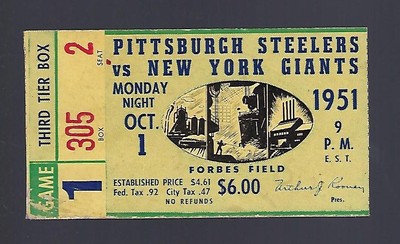 THIRD TIER BOX
2
SEAT
305
BOX
GAME
1
PITTSBURGH STEELERS
vs NEW YORK GIANTS
MONDAY
NIGHT
OCT.
1
1951
9
P. M.
E.S.T.
FORBES FIELD
ESTABLISHED PRICE $4.61
Fed. Tax .92 City Tax .47
NO REFUNDS
$6.00
Arthur J. Rooney
Pres.